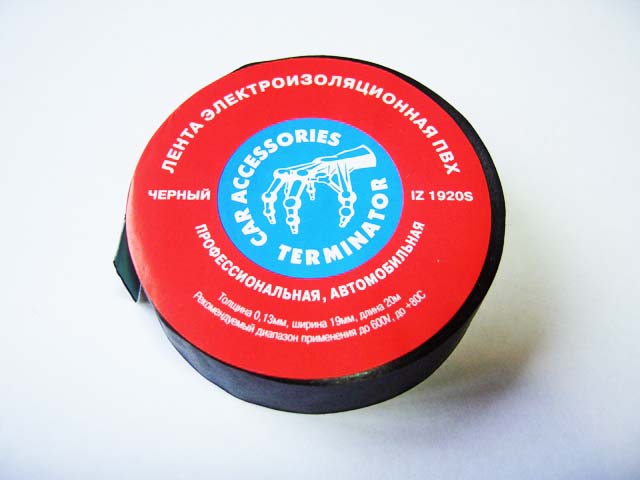 ЛЕНТА ЭЛЕКТРОИЗОЛЯЦИОННАЯ ПВХ
CAR ACCESSORIES
TERMINATOR
ЧЕРНЫЙ
IZ 1920S
ПРОФЕССИОНАЛЬНАЯ, АВТОМОБИЛЬНАЯ
Толщина 0,13мм, ширина 19мм, длина 20м
Рекомендуемый диапазон применения до 600V, до +80C